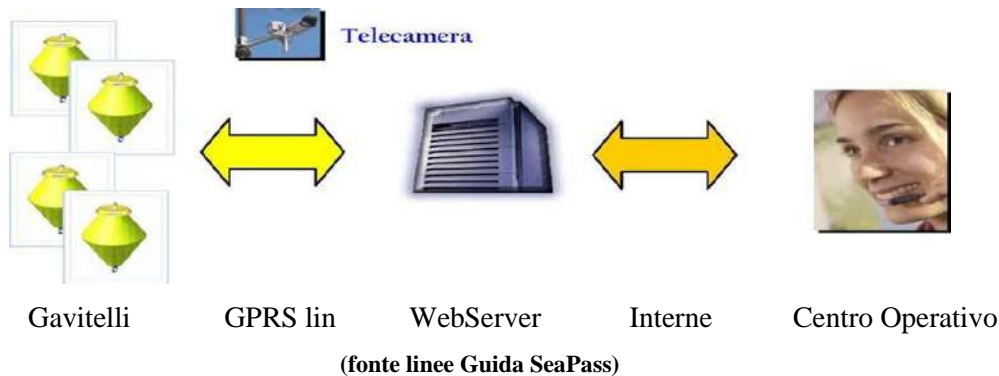 Telecamera
Gavitelli GPRS lin WebServer Interne Centro Operativo
(fonte linee Guida SeaPass)